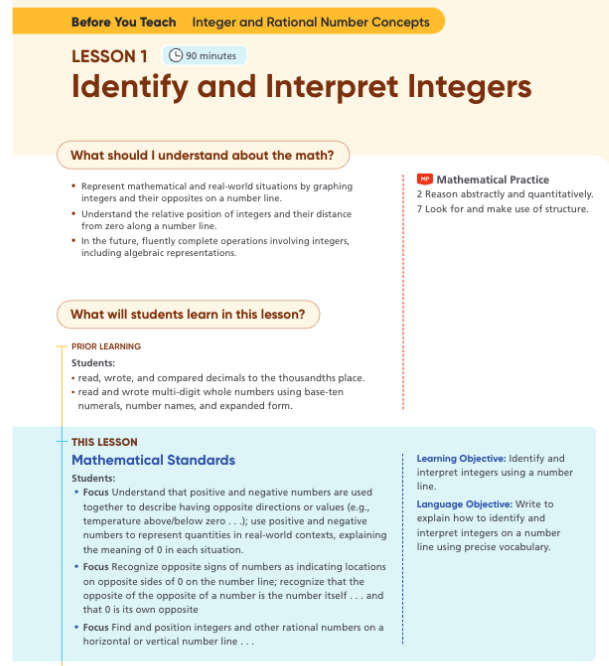 Before You Teach Integer and Rational Number Concepts
LESSON 1 90 minutes
Identify and Interpret Integers
What should I understand about the math?
• Represent mathematical and real-world situations by graphing
integers and their opposites on a number line.
• Understand the relative position of integers and their distance
from zero along a number line.
• In the future, fluently complete operations involving integers,
including algebraic representations.
MP Mathematical Practice
2 Reason abstractly and quantitatively.
7 Look for and make use of structure.
What will students learn in this lesson?
PRIOR LEARNING
Students:
• read, wrote, and compared decimals to the thousandths place.
• read and wrote multi-digit whole numbers using base-ten
numerals, number names, and expanded form.
THIS LESSON
Mathematical Standards
Students:
• Focus Understand that positive and negative numbers are used
together to describe having opposite directions or values (e.g.,
temperature above/below zero . . .); use positive and negative
numbers to represent quantities in real-world contexts, explaining
the meaning of 0 in each situation.
• Focus Recognize opposite signs of numbers as indicating locations
on opposite sides of 0 on the number line; recognize that the
opposite of the opposite of a number is the number itself . . . and
that 0 is its own opposite
• Focus Find and position integers and other rational numbers on a
horizontal or vertical number line . . .
Learning Objective: Identify and
interpret integers using a number
line.
Language Objective: Write to
explain how to identify and
interpret integers on a number
line using precise vocabulary.